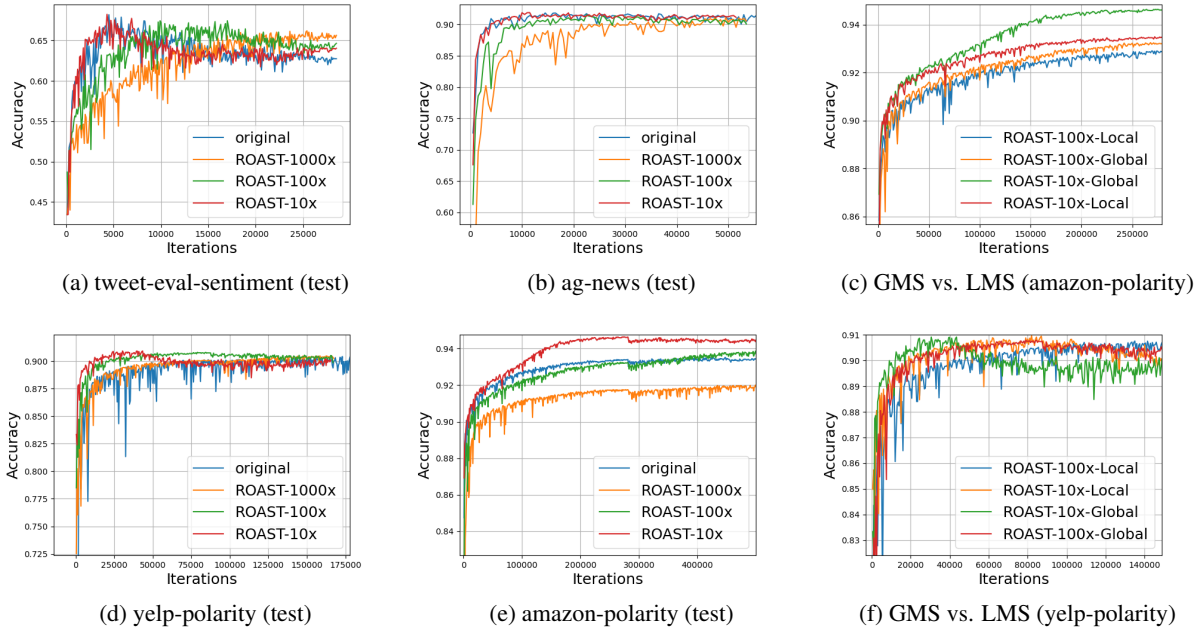 Accuracy
0.65
0.60
0.55
0.50
0.45
original
ROAST-1000x
ROAST-100x
ROAST-10x
0 5000 10000 15000 20000 25000
Iterations
(a) tweet-eval-sentiment (test)
Accuracy
0.90
0.85
0.80
0.75
0.70
0.65
0.60
original
ROAST-1000x
ROAST-100x
ROAST-10x
0 10000 20000 30000 40000 50000
Iterations
(b) ag-news (test)
Accuracy
0.94
0.92
0.90
0.88
0.86
ROAST-100x-Local
ROAST-100x-Global
ROAST-10x-Global
ROAST-10x-Local
0 50000 100000 150000 200000 250000
Iterations
(c) GMS vs. LMS (amazon-polarity)
Accuracy
0.900
0.875
0.850
0.825
0.800
0.775
0.750
0.725
original
ROAST-1000x
ROAST-100x
ROAST-10x
0 25000 50000 75000 100000 125000 150000 175000
Iterations
(d) yelp-polarity (test)
Accuracy
0.94
0.92
0.90
0.88
0.86
0.84
original
ROAST-1000x
ROAST-100x
ROAST-10x
0 100000 200000 300000 400000
Iterations
(e) amazon-polarity (test)
Accuracy
0.91
0.90
0.89
0.88
0.87
0.86
0.85
0.84
0.83
ROAST-100x-Local
ROAST-10x-Local
ROAST-10x-Global
ROAST-100x-Global
0 20000 40000 60000 80000 100000 120000 140000
Iterations
(f) GMS vs. LMS (yelp-polarity)